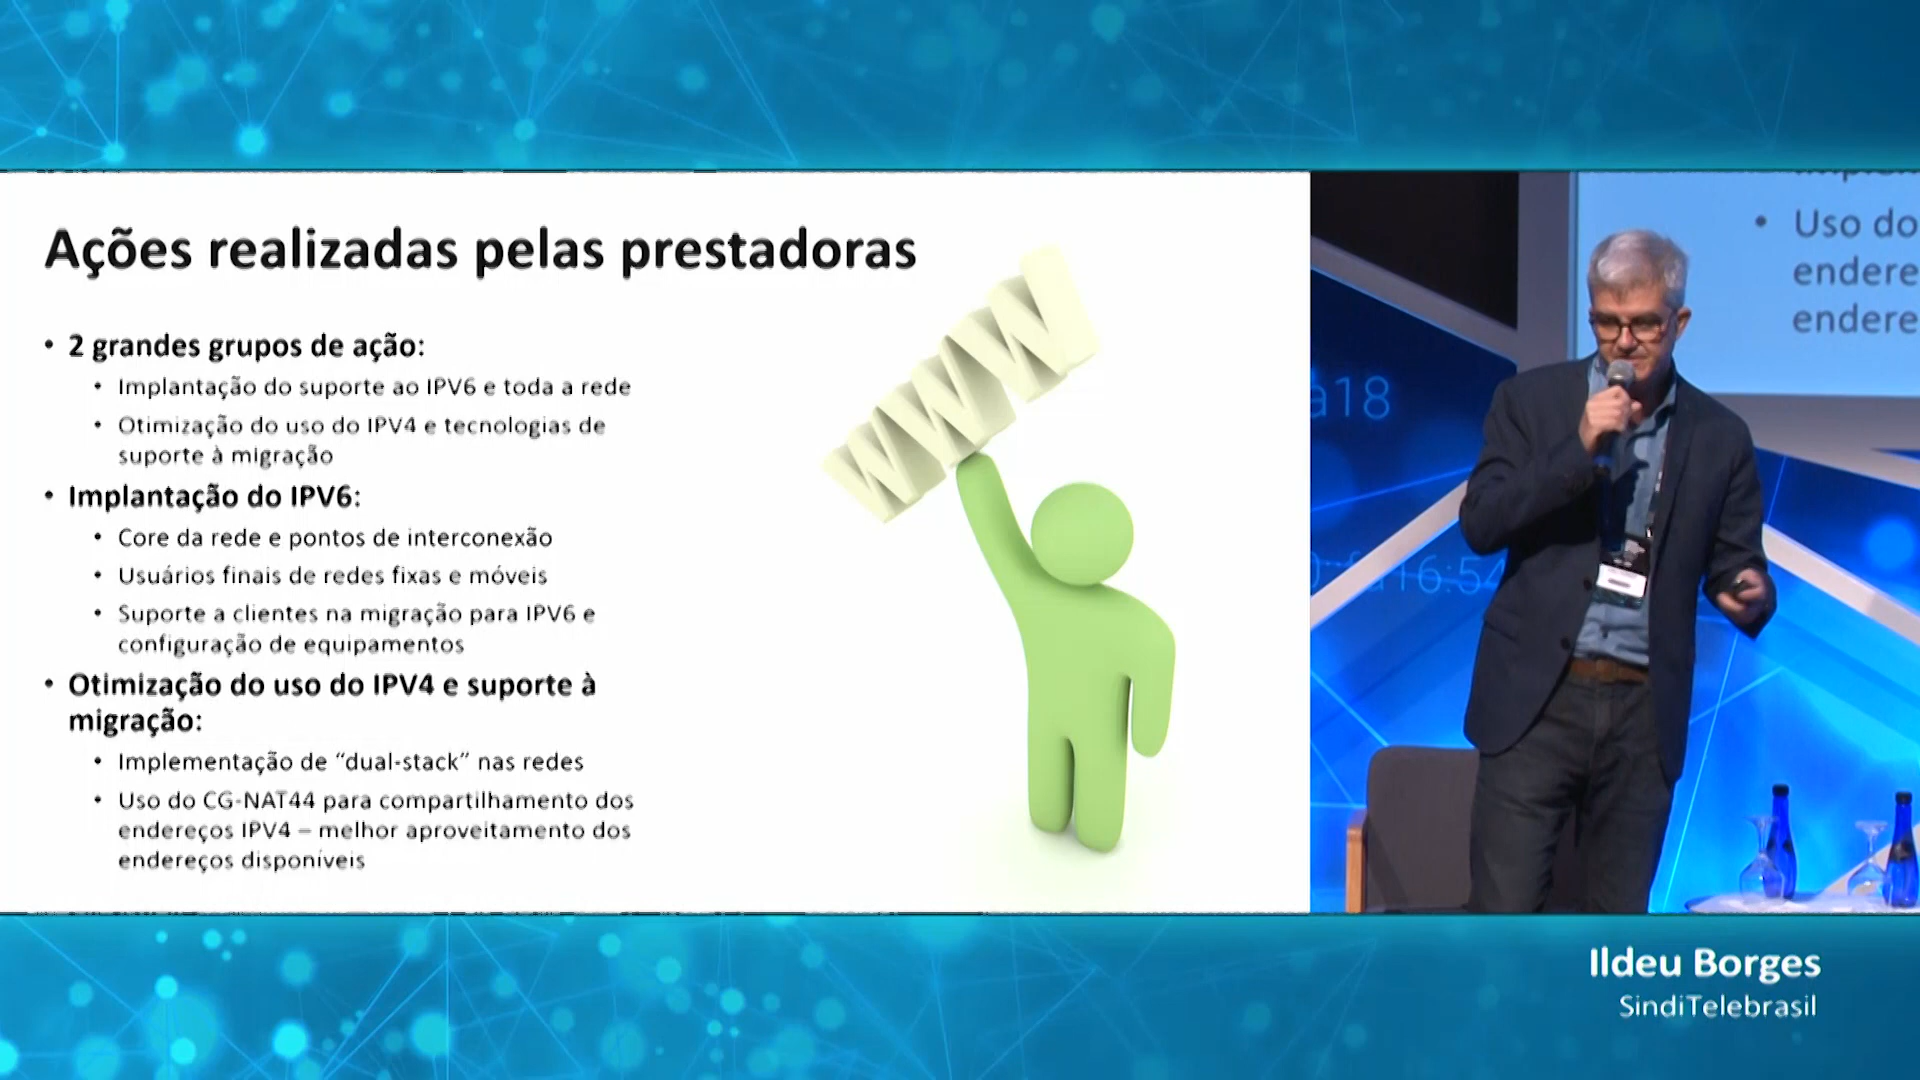 Ações realizadas pelas prestadoras
• 2 grandes grupos de ação:
• Implantação do suporte ao IPV6 e toda a rede
• Otimização do uso do IPV4 e tecnologias de
suporte à migração
• Implantação do IPV6:
• Core da rede e pontos de interconexão
• Usuários finais de redes fixas e móveis
• Suporte a clientes na migração para IPV6 e
configuração de equipamentos
• Otimização do uso do IPV4 e suporte à
migração:
• Implementação de “dual-stack” nas redes
• Uso do CG-NAT44 para compartilhamento dos
endereços IPV4 – melhor aproveitamento dos
endereços disponíveis
WWW
• Uso do
endere
endere
a18
Ildeu Borges
SindiTelebrasil